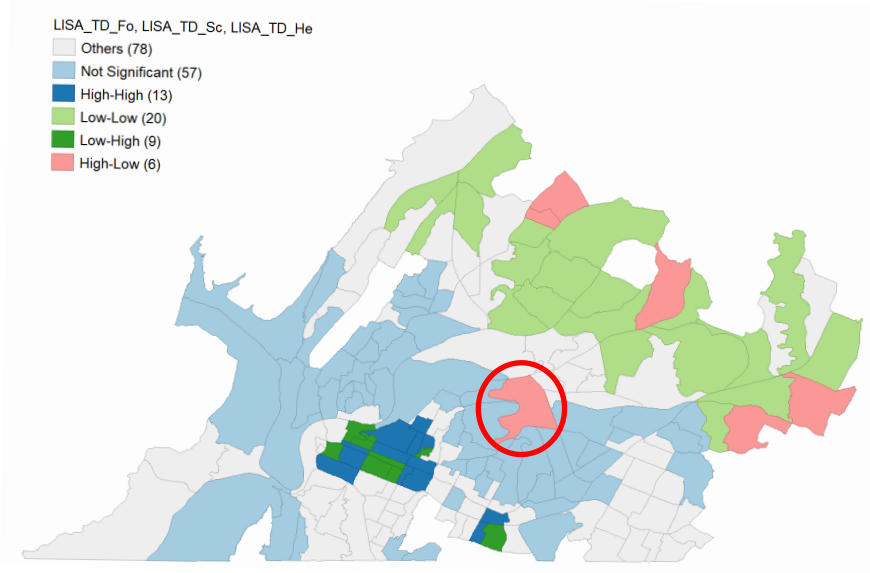 LISA_TD_Fo, LISA_TD_Sc, LISA_TD_He
Others (78)
Not Significant (57)
High-High (13)
Low-Low (20)
Low-High (9)
High-Low (6)